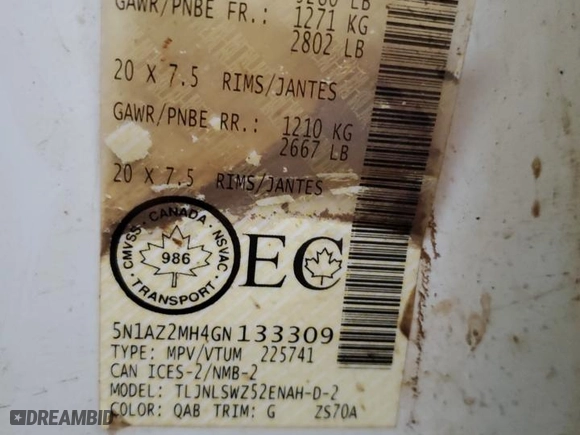 GAWR/PNBE FR.: 1271 KG
2802 LB
20 X 7.5 RIMS/JANTES
GAWR/PNBE RR.: 1210 KG
2667 LB
20 X 7.5 RIMS/JANTES
CMVSS · CANADA · NSVAC
986
TRANSPORT
EC
5N1AZ2MH4GN133309
TYPE: MPV/VTUM 225741
CAN ICES-2/NMB-2
MODEL: TLJNLSWZ52ENAH-D-2
COLOR: QAB TRIM: G ZS70A
DREAMBID